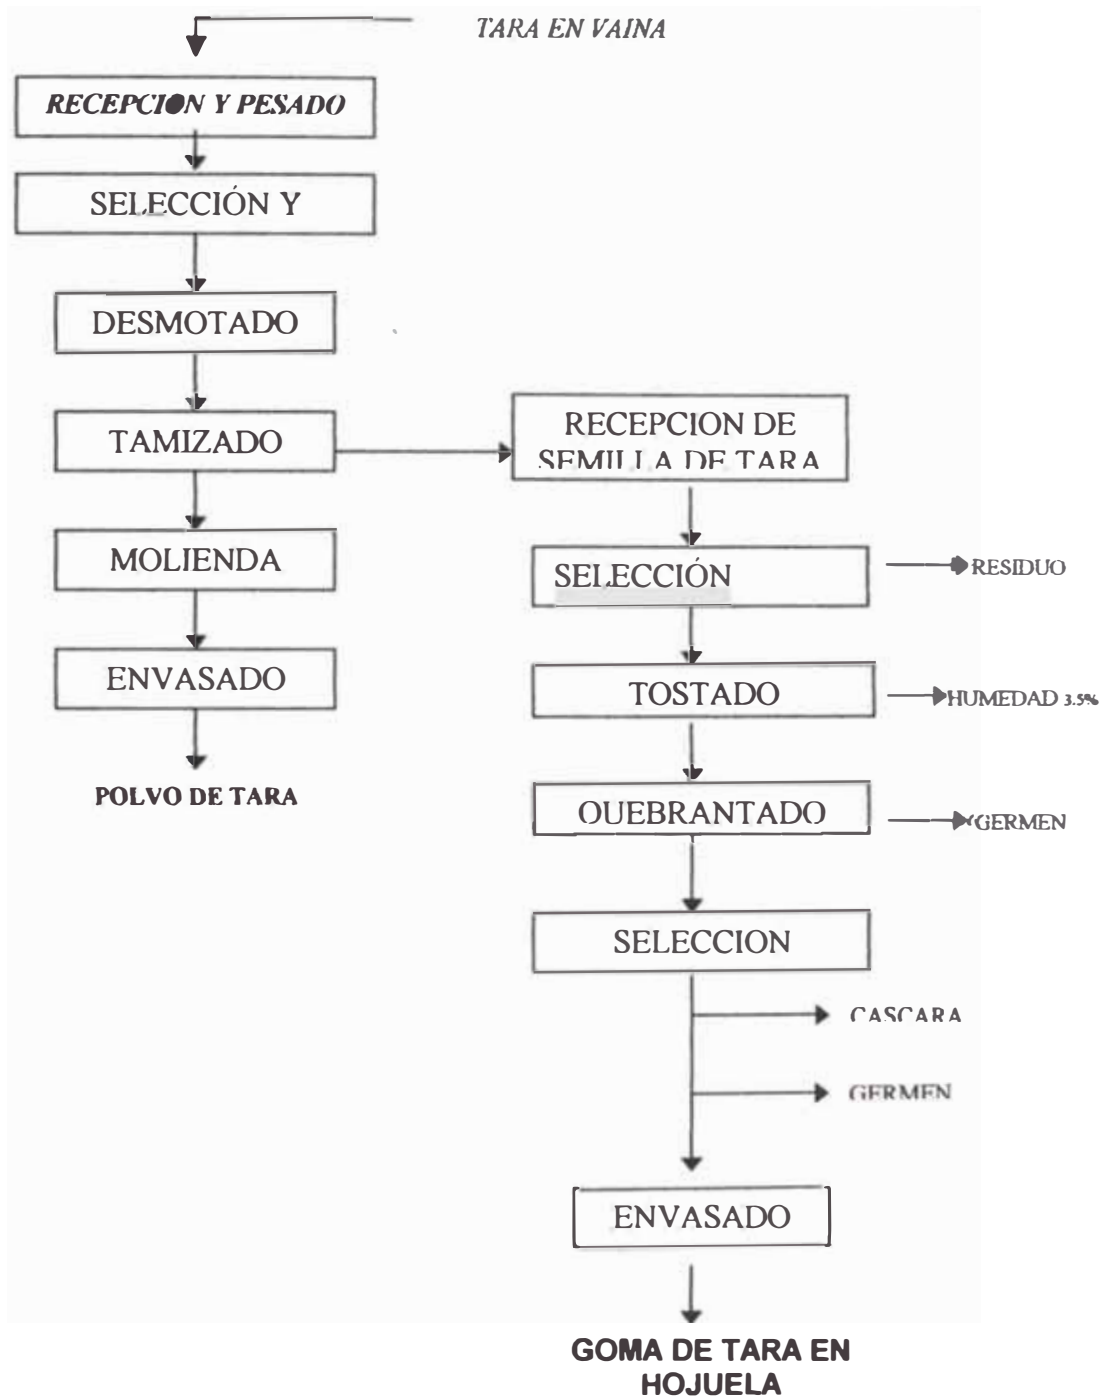 TARA EN VAINA
RECEPCION Y PESADO
SELECCIÓN Y
DESMOTADO
TAMIZADO
MOLIENDA
ENVASADO
POLVO DE TARA
RECEPCION DE
SEMILLA DE TARA
SELECCIÓN
RESIDUO
TOSTADO
HUMEDAD 3.5%
QUEBRANTADO
GERMEN
SELECCION
CASCARA
GERMEN
ENVASADO
GOMA DE TARA EN
HOJUELA